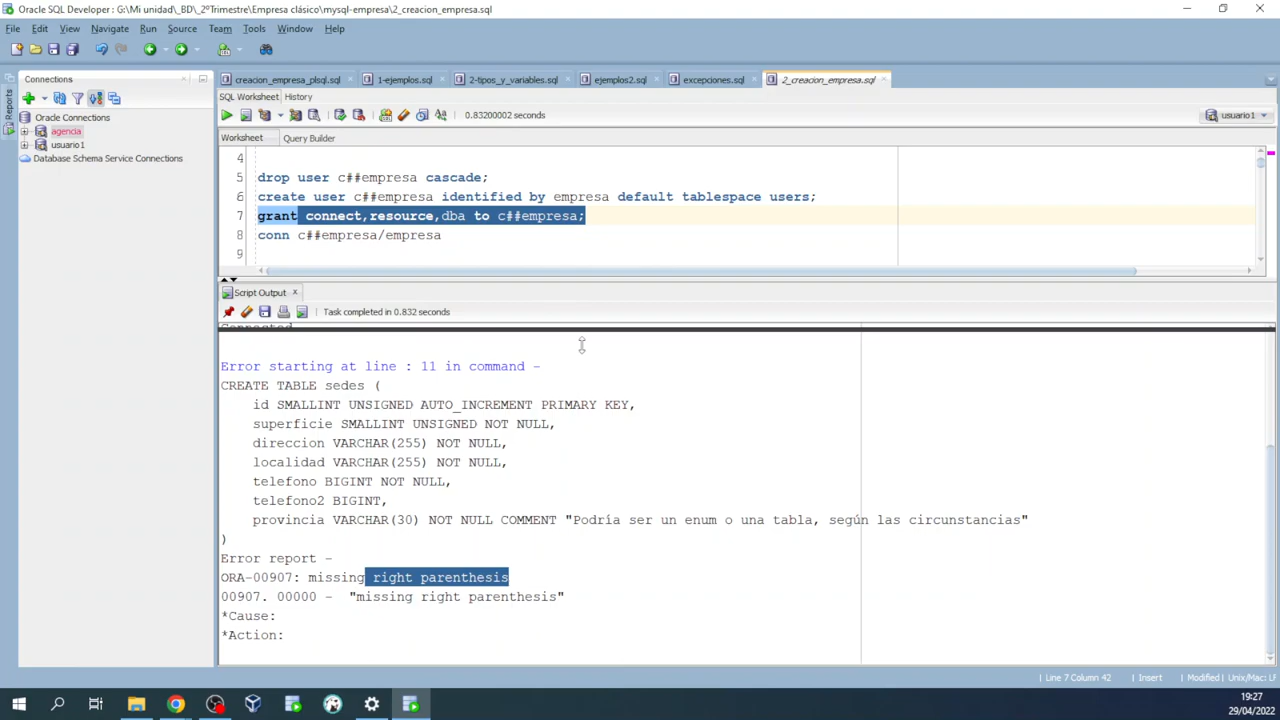 Oracle SQL Developer : G:\Mi unidad\_BD\_2ºTrimestre\Empresa clásico\mysql-empresa\2_creacion_empresa.sql
File Edit View Navigate Run Source Team Tools Window Help
Connections
creacion_empresa_plsql.sql 1-ejemplos.sql 2-tipos_y_variables.sql ejemplos2.sql excepciones.sql 2_creacion_empresa.sql
SQL Worksheet History
0.83200002 seconds
usuario1
Reports
Oracle Connections
agencia
usuario1
Database Schema Service Connections
Worksheet Query Builder
4
5 drop user c##empresa cascade;
6 create user c##empresa identified by empresa default tablespace users;
7 grant connect,resource,dba to c##empresa;
8 conn c##empresa/empresa
9
Script Output
Task completed in 0.832 seconds
Connected
Error starting at line : 11 in command -
CREATE TABLE sedes (
id SMALLINT UNSIGNED AUTO_INCREMENT PRIMARY KEY,
superficie SMALLINT UNSIGNED NOT NULL,
direccion VARCHAR(255) NOT NULL,
localidad VARCHAR(255) NOT NULL,
telefono BIGINT NOT NULL,
telefono2 BIGINT,
provincia VARCHAR(30) NOT NULL COMMENT "Podría ser un enum o una tabla, según las circunstancias"
)
Error report -
ORA-00907: missing right parenthesis
00907. 00000 - "missing right parenthesis"
*Cause:
*Action:
Line 7 Column 42 Insert Modified Unix/Mac: LF
19:27
29/04/2022